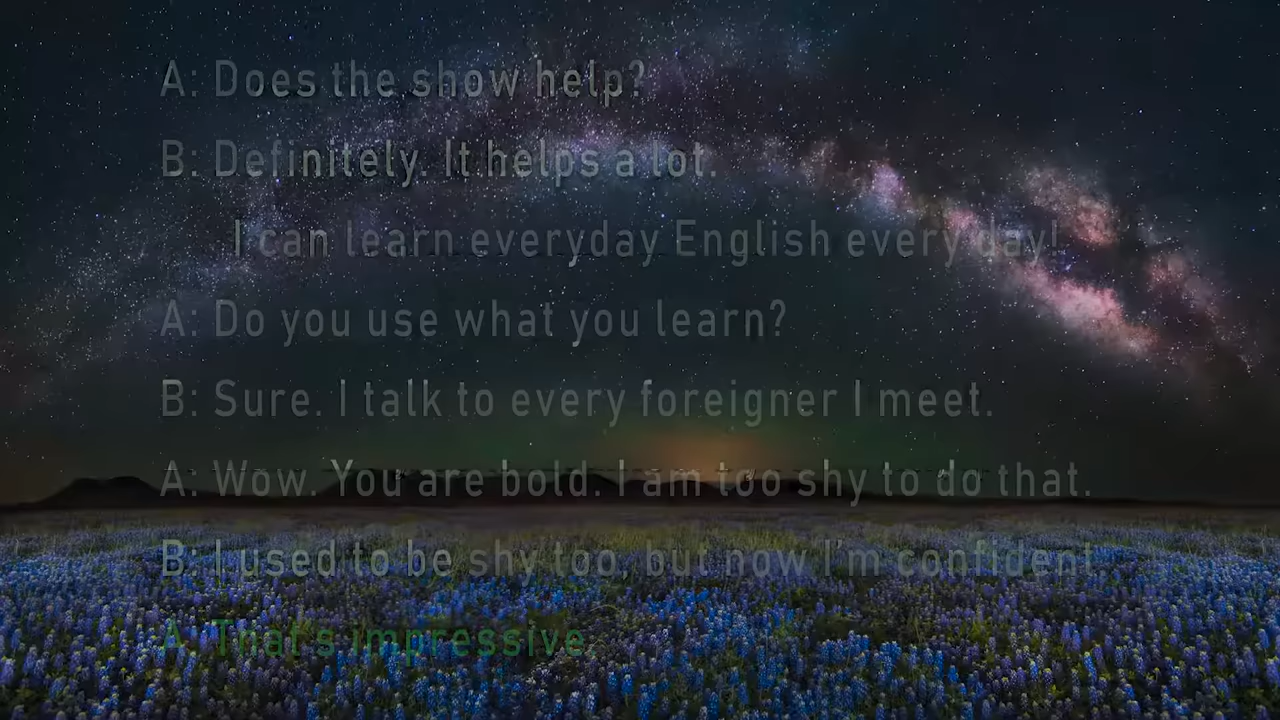 A: Does the show help?
B: Definitely. It helps a lot.
I can learn everyday English every day!
A: Do you use what you learn?
B: Sure. I talk to every foreigner I meet.
A: Wow. You are bold. I am too shy to do that.
B: I used to be shy too, but now I'm confident.
A: That's impressive.